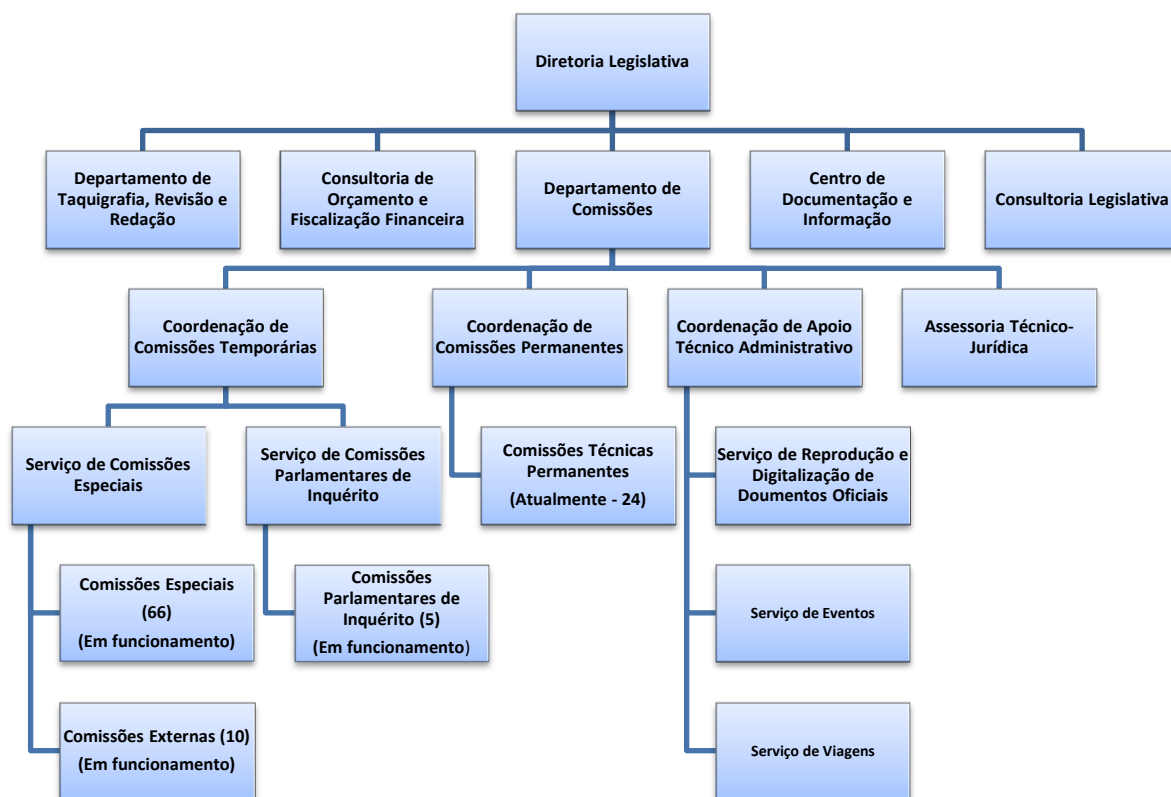 Diretoria Legislativa
Departamento de
Taquigrafia, Revisão e
Redação
Consultoria de
Orçamento e
Fiscalização Financeira
Departamento de
Comissões
Centro de
Documentação e
Informação
Consultoria Legislativa
Coordenação de
Comissões Temporárias
Coordenação de
Comissões Permanentes
Coordenação de Apoio
Técnico Administrativo
Assessoria Técnico-
Jurídica
Serviço de Comissões
Especiais
Serviço de Comissões
Parlamentares de
Inquérito
Comissões Técnicas
Permanentes
(Atualmente - 24)
Serviço de Reprodução e
Digitalização de
Doumentos Oficiais
Comissões Especiais
(66)
(Em funcionamento)
Comissões
Parlamentares de
Inquérito (5)
(Em funcionamento)
Serviço de Eventos
Comissões Externas (10)
(Em funcionamento)
Serviço de Viagens